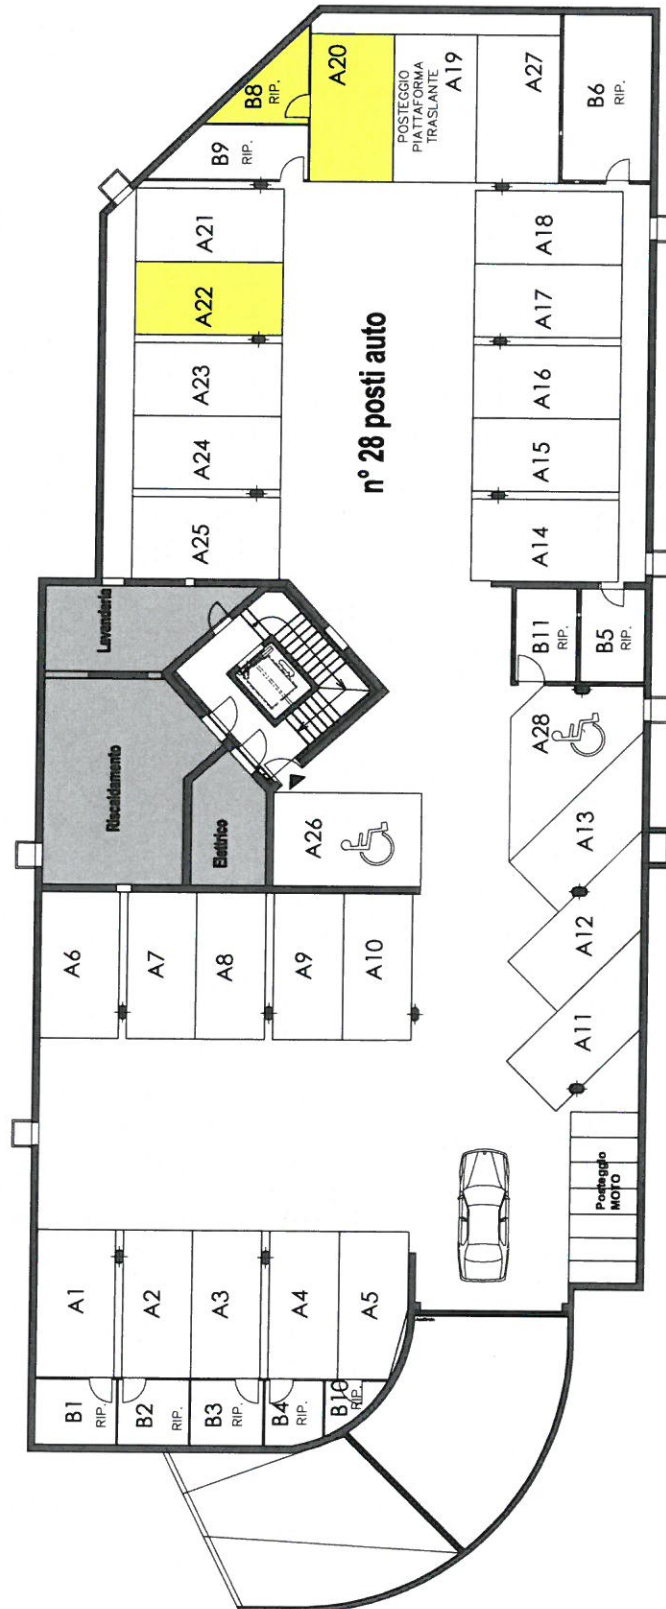 B8
RIP.
A20
POSTEGGIO
PIATTAFORMA
TRASLANTE
A19
A27
B6
RIP.
B9
RIP.
A21
A22
A23
A24
A25
A18
A17
A16
A15
A14
n° 28 posti auto
Lavanderia
Riscaldamento
Elettrico
B11
RIP.
B5
RIP.
A28
A26
A13
A12
A11
A6
A7
A8
A9
A10
Posteggio
MOTO
A1
A2
A3
A4
A5
B1
RIP.
B2
RIP.
B3
RIP.
B4
RIP.
B10
RIP.